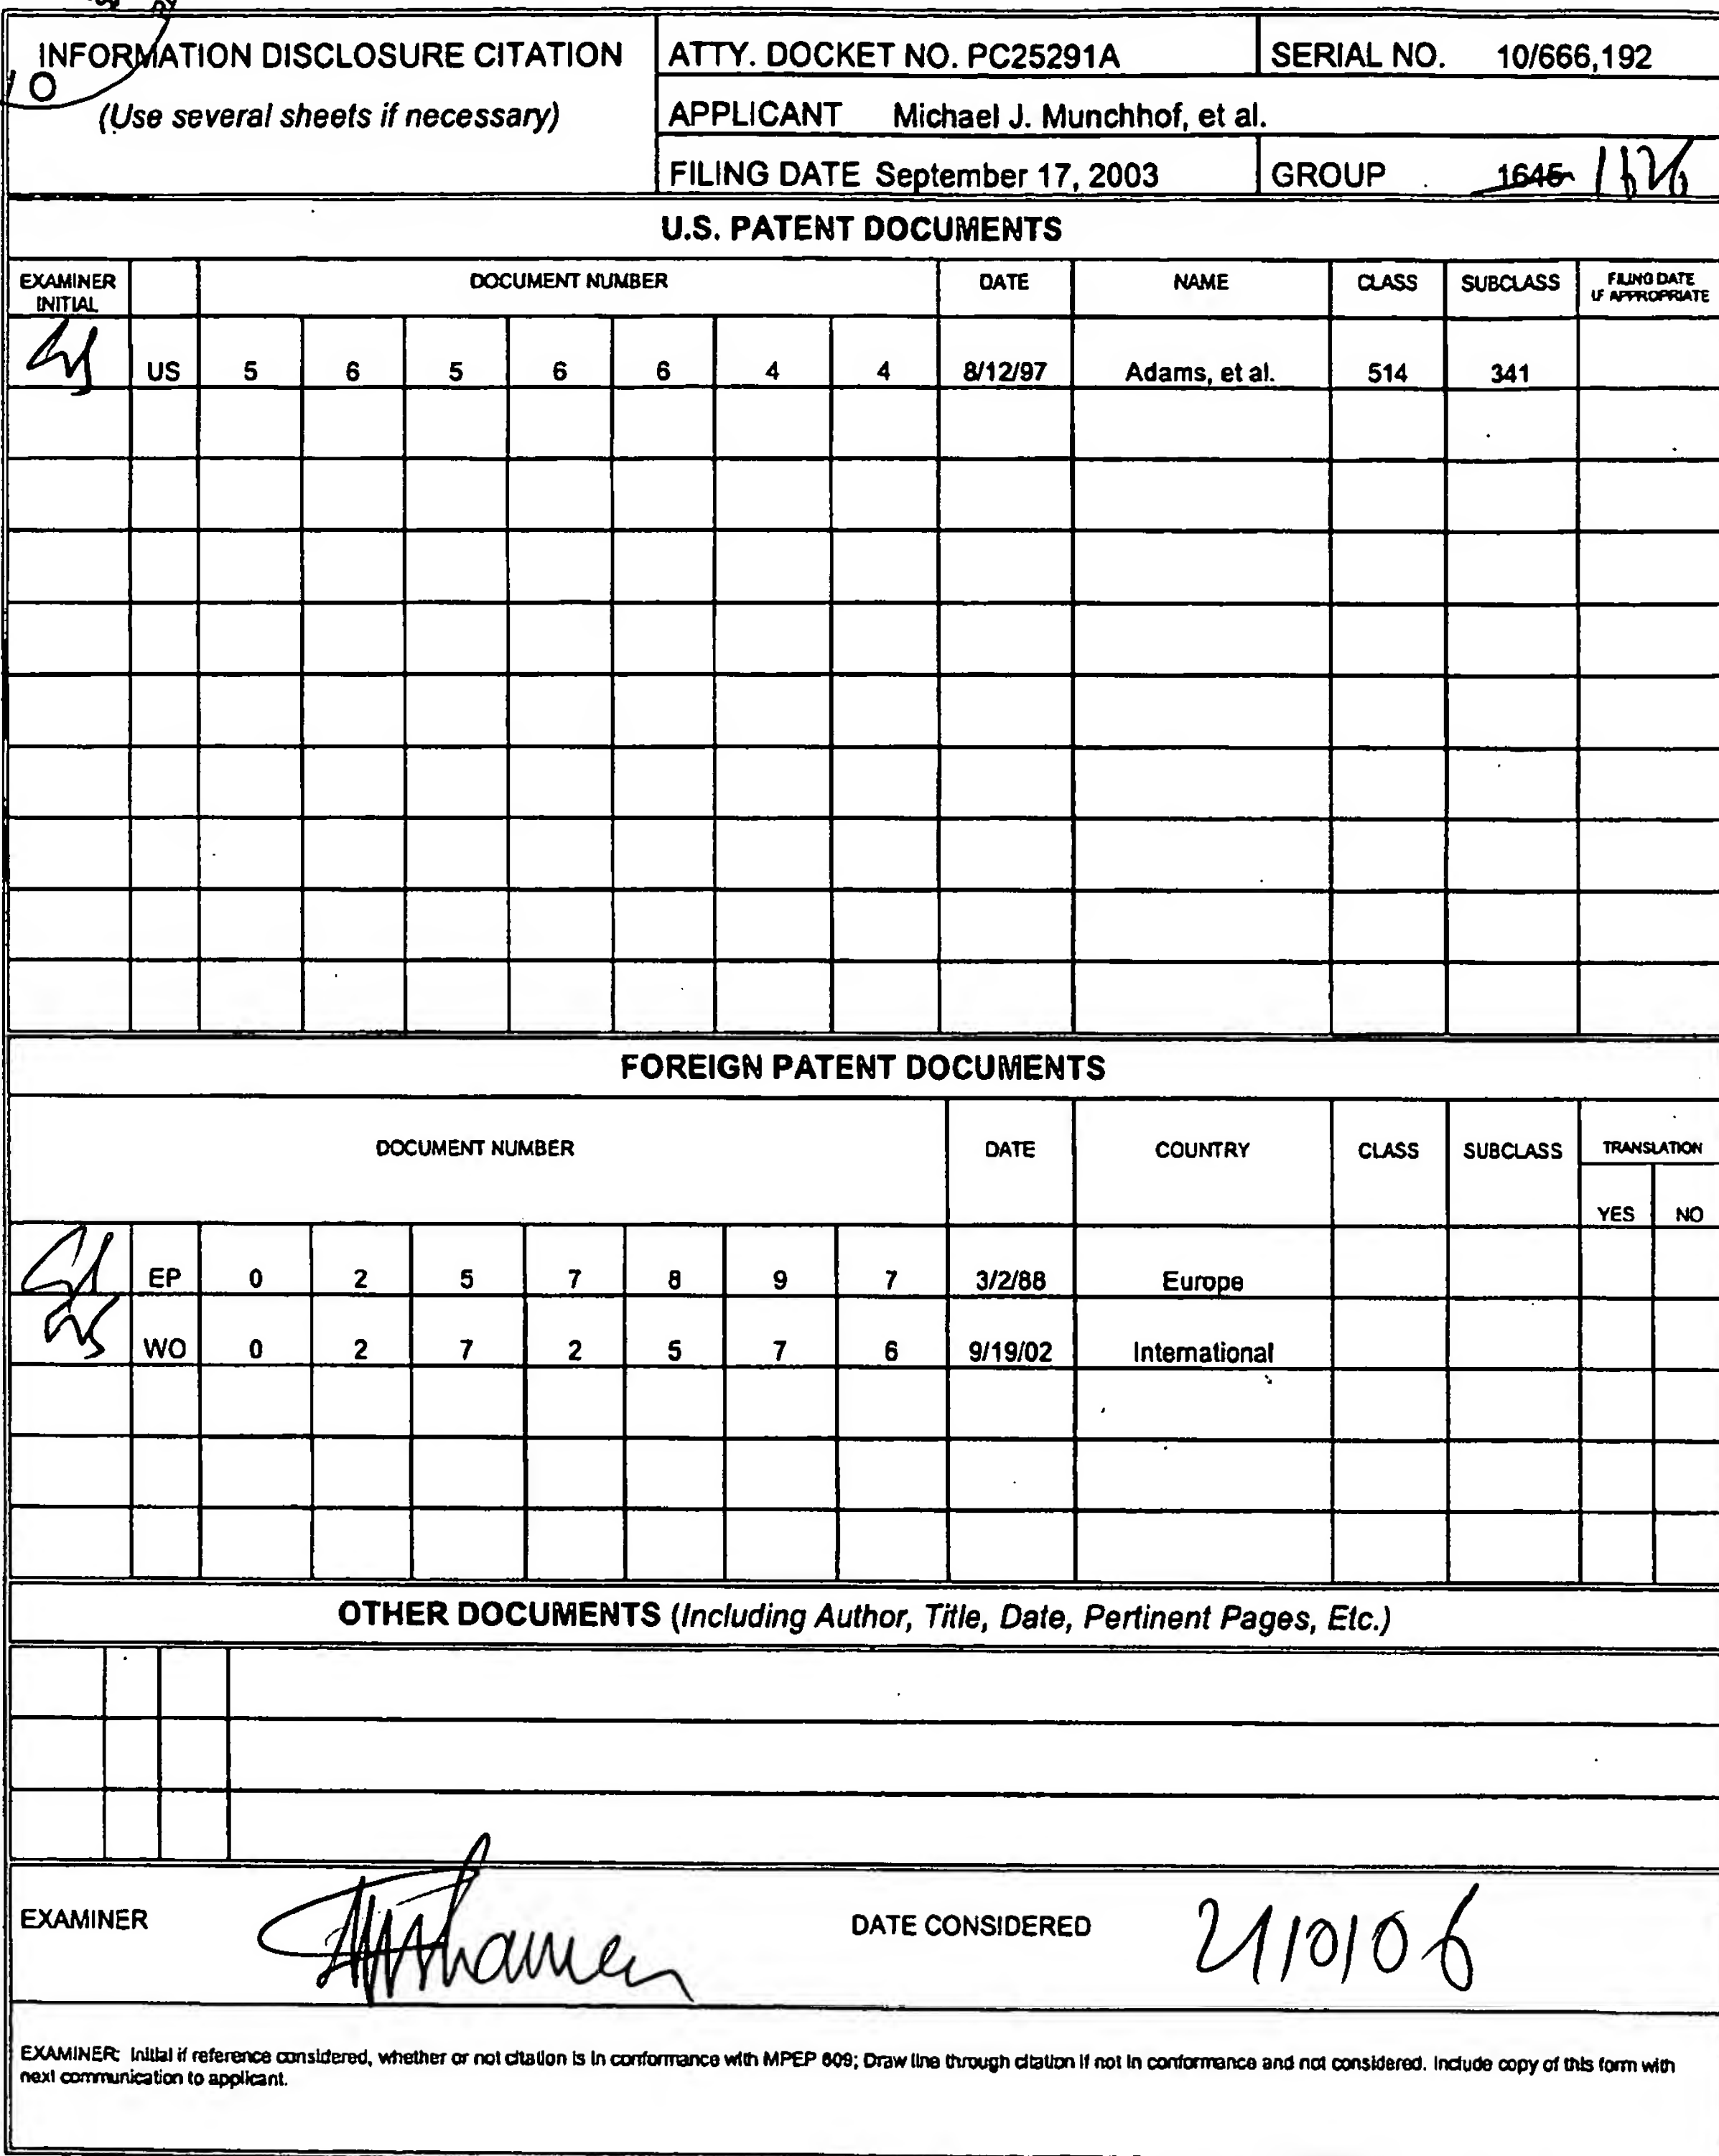 INFORMATION DISCLOSURE CITATION
(Use several sheets if necessary)
ATTY. DOCKET NO. PC25291A
SERIAL NO. 10/666,192
APPLICANT Michael J. Munchhof, et al.
FILING DATE September 17, 2003
GROUP 1645 1626
U.S. PATENT DOCUMENTS
EXAMINER INITIAL DOCUMENT NUMBER DATE NAME CLASS SUBCLASS FILING DATE IF APPROPRIATE
US 5 6 5 6 6 4 4 8/12/97 Adams, et al. 514 341
FOREIGN PATENT DOCUMENTS
DOCUMENT NUMBER DATE COUNTRY CLASS SUBCLASS TRANSLATION
YES NO
EP 0 2 5 7 8 9 7 3/2/88 Europe
WO 0 2 7 2 5 7 6 9/19/02 International
OTHER DOCUMENTS (Including Author, Title, Date, Pertinent Pages, Etc.)
EXAMINER
DATE CONSIDERED
EXAMINER: Initial if reference considered, whether or not citation is in conformance with MPEP 609; Draw line through citation if not in conformance and not considered. Include copy of this form with
next communication to applicant.